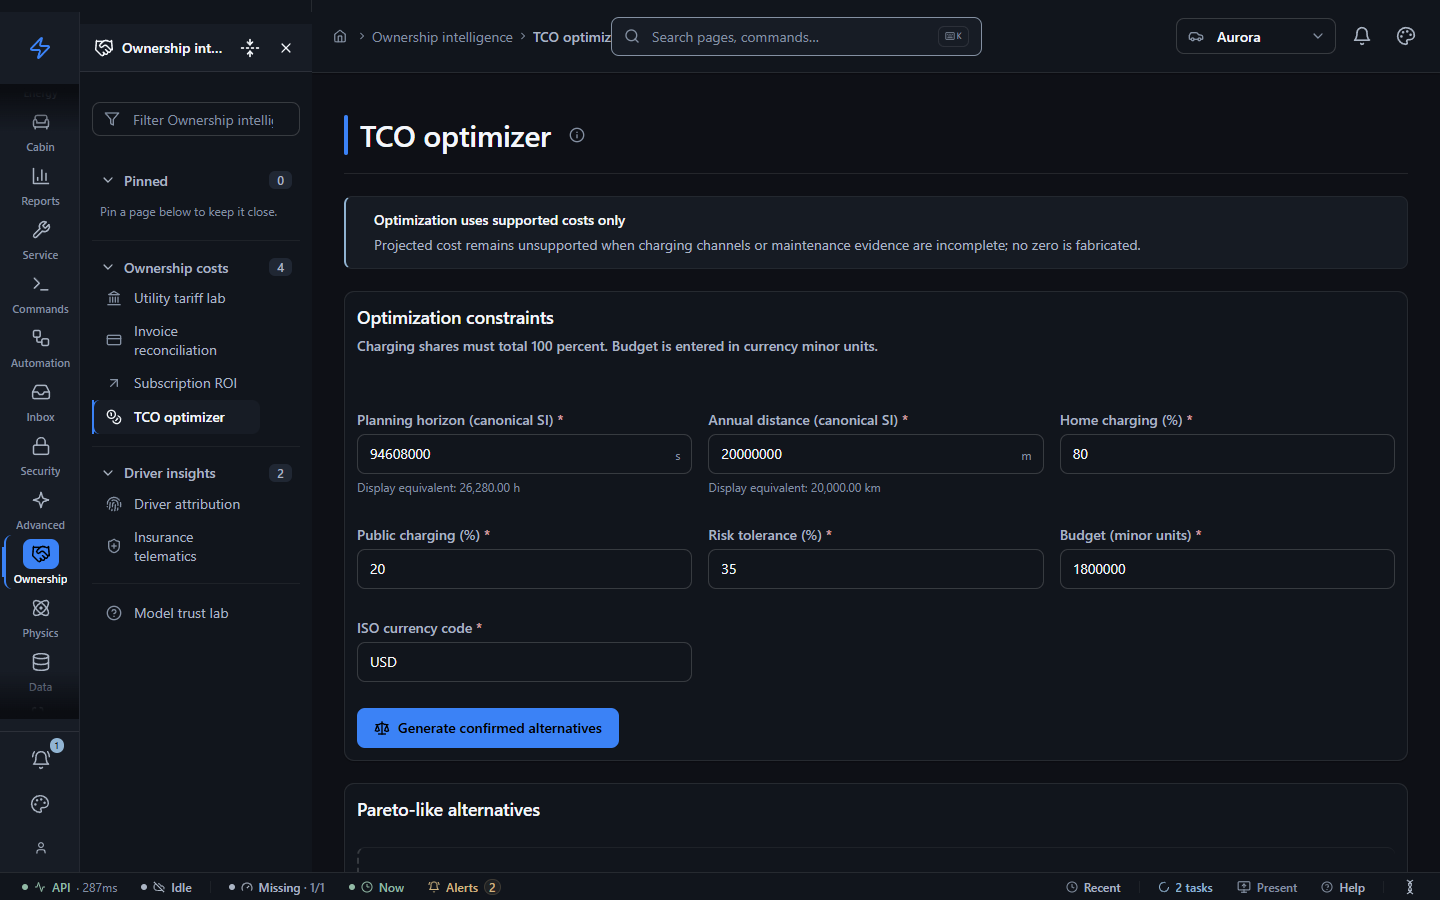 Ownership int...
Ownership intelligence
TCO optimiz
Search pages, commands...
K
Aurora
Energy
Cabin
Reports
Service
Commands
Automation
Inbox
Security
Advanced
Ownership
Physics
Data
1
Filter Ownership intellig
Pinned
0
Pin a page below to keep it close.
Ownership costs
4
Utility tariff lab
Invoice
reconciliation
Subscription ROI
TCO optimizer
Driver insights
2
Driver attribution
Insurance
telematics
Model trust lab
TCO optimizer
Optimization uses supported costs only
Projected cost remains unsupported when charging channels or maintenance evidence are incomplete; no zero is fabricated.
Optimization constraints
Charging shares must total 100 percent. Budget is entered in currency minor units.
Planning horizon (canonical SI) *
94608000
s
Display equivalent: 26,280.00 h
Annual distance (canonical SI) *
20000000
m
Display equivalent: 20,000.00 km
Home charging (%) *
80
Public charging (%) *
20
Risk tolerance (%) *
35
Budget (minor units) *
1800000
ISO currency code *
USD
Generate confirmed alternatives
Pareto-like alternatives
API · 287ms
Idle
Missing · 1/1
Now
Alerts 2
Recent
2 tasks
Present
Help